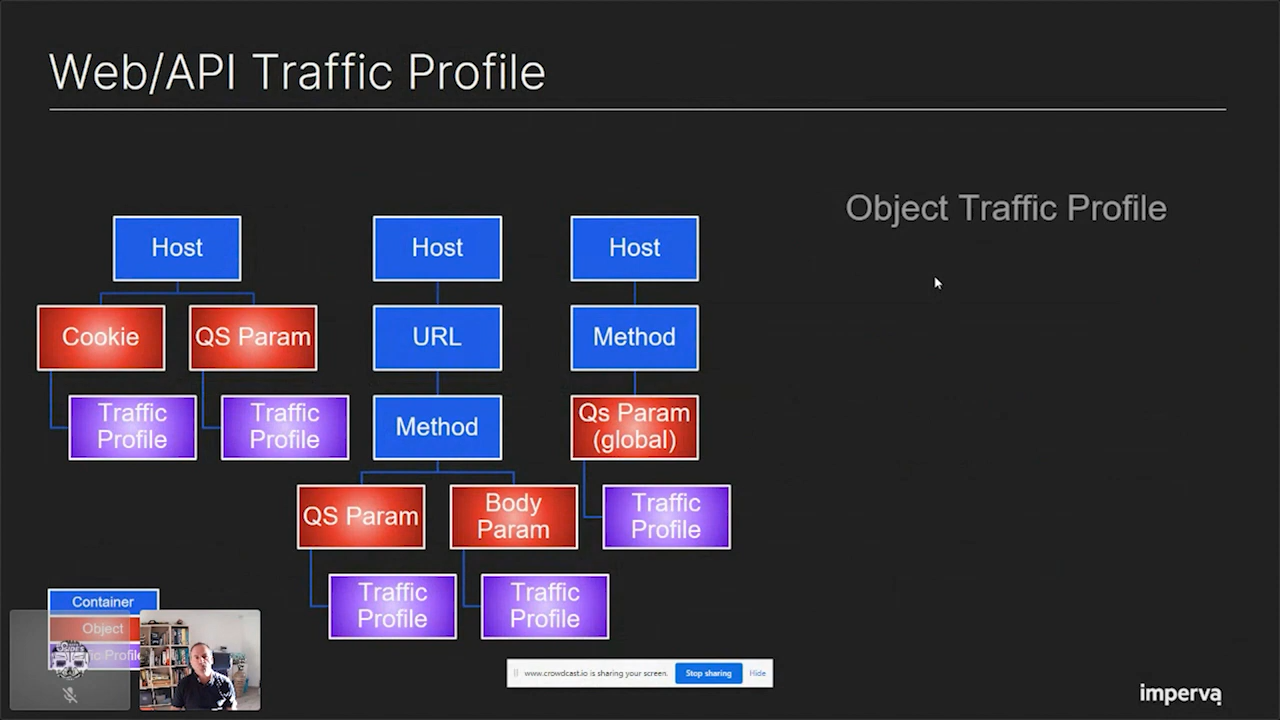 Web/API Traffic Profile
Object Traffic Profile
Host
Host
Host
Cookie
QS Param
URL
Method
Traffic
Profile
Traffic
Profile
Method
Qs Param
(global)
QS Param
Body
Param
Traffic
Profile
Traffic
Profile
Traffic
Profile
Container
Object
Profile
www.crowdcast.io is sharing your screen.
Stop sharing
Hide
imperva